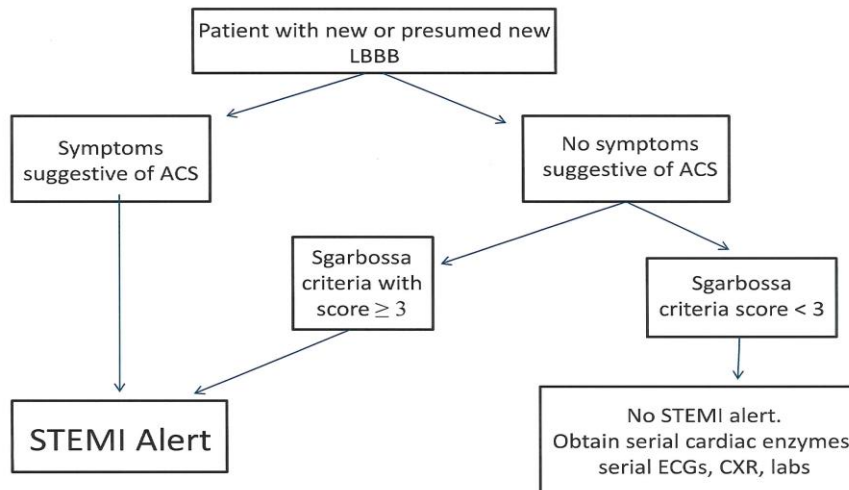 Patient with new or presumed new
LBBB
Symptoms
suggestive of ACS
No symptoms
suggestive of ACS
Sgarbossa
criteria with
score ≥ 3
Sgarbossa
criteria score < 3
STEMI Alert
No STEMI alert.
Obtain serial cardiac enzymes
serial ECGs, CXR, labs